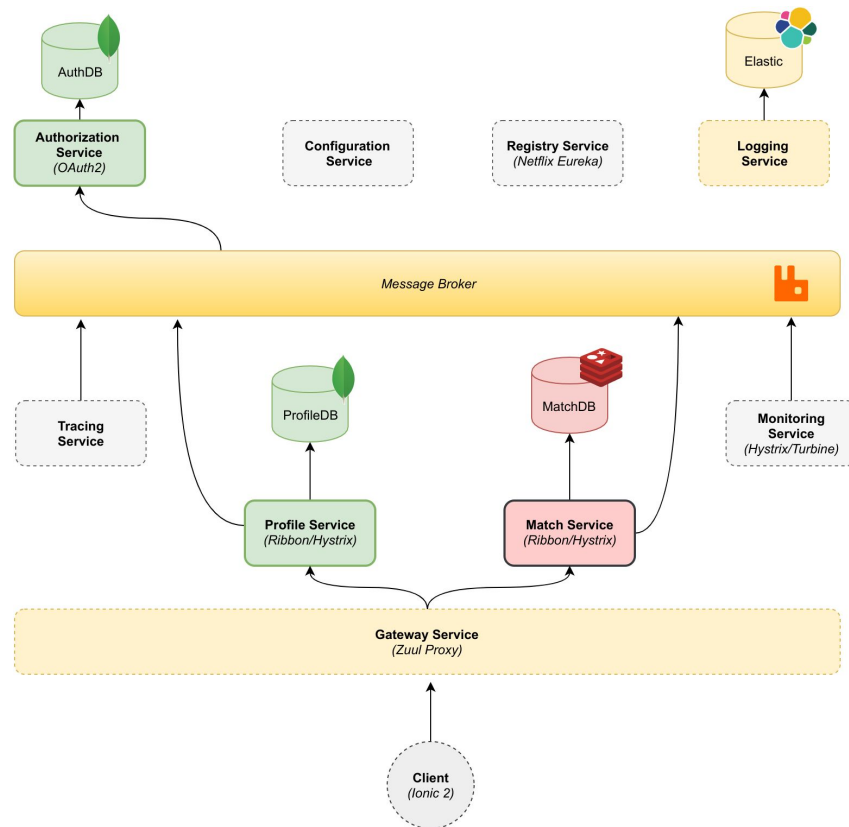 AuthDB
Elastic
Authorization
Service
(OAuth2)
Configuration
Service
Registry Service
(Netflix Eureka)
Logging
Service
Message Broker
ProfileDB
MatchDB
Tracing
Service
Monitoring
Service
(Hystrix/Turbine)
Profile Service
(Ribbon/Hystrix)
Match Service
(Ribbon/Hystrix)
Gateway Service
(Zuul Proxy)
Client
(Ionic 2)